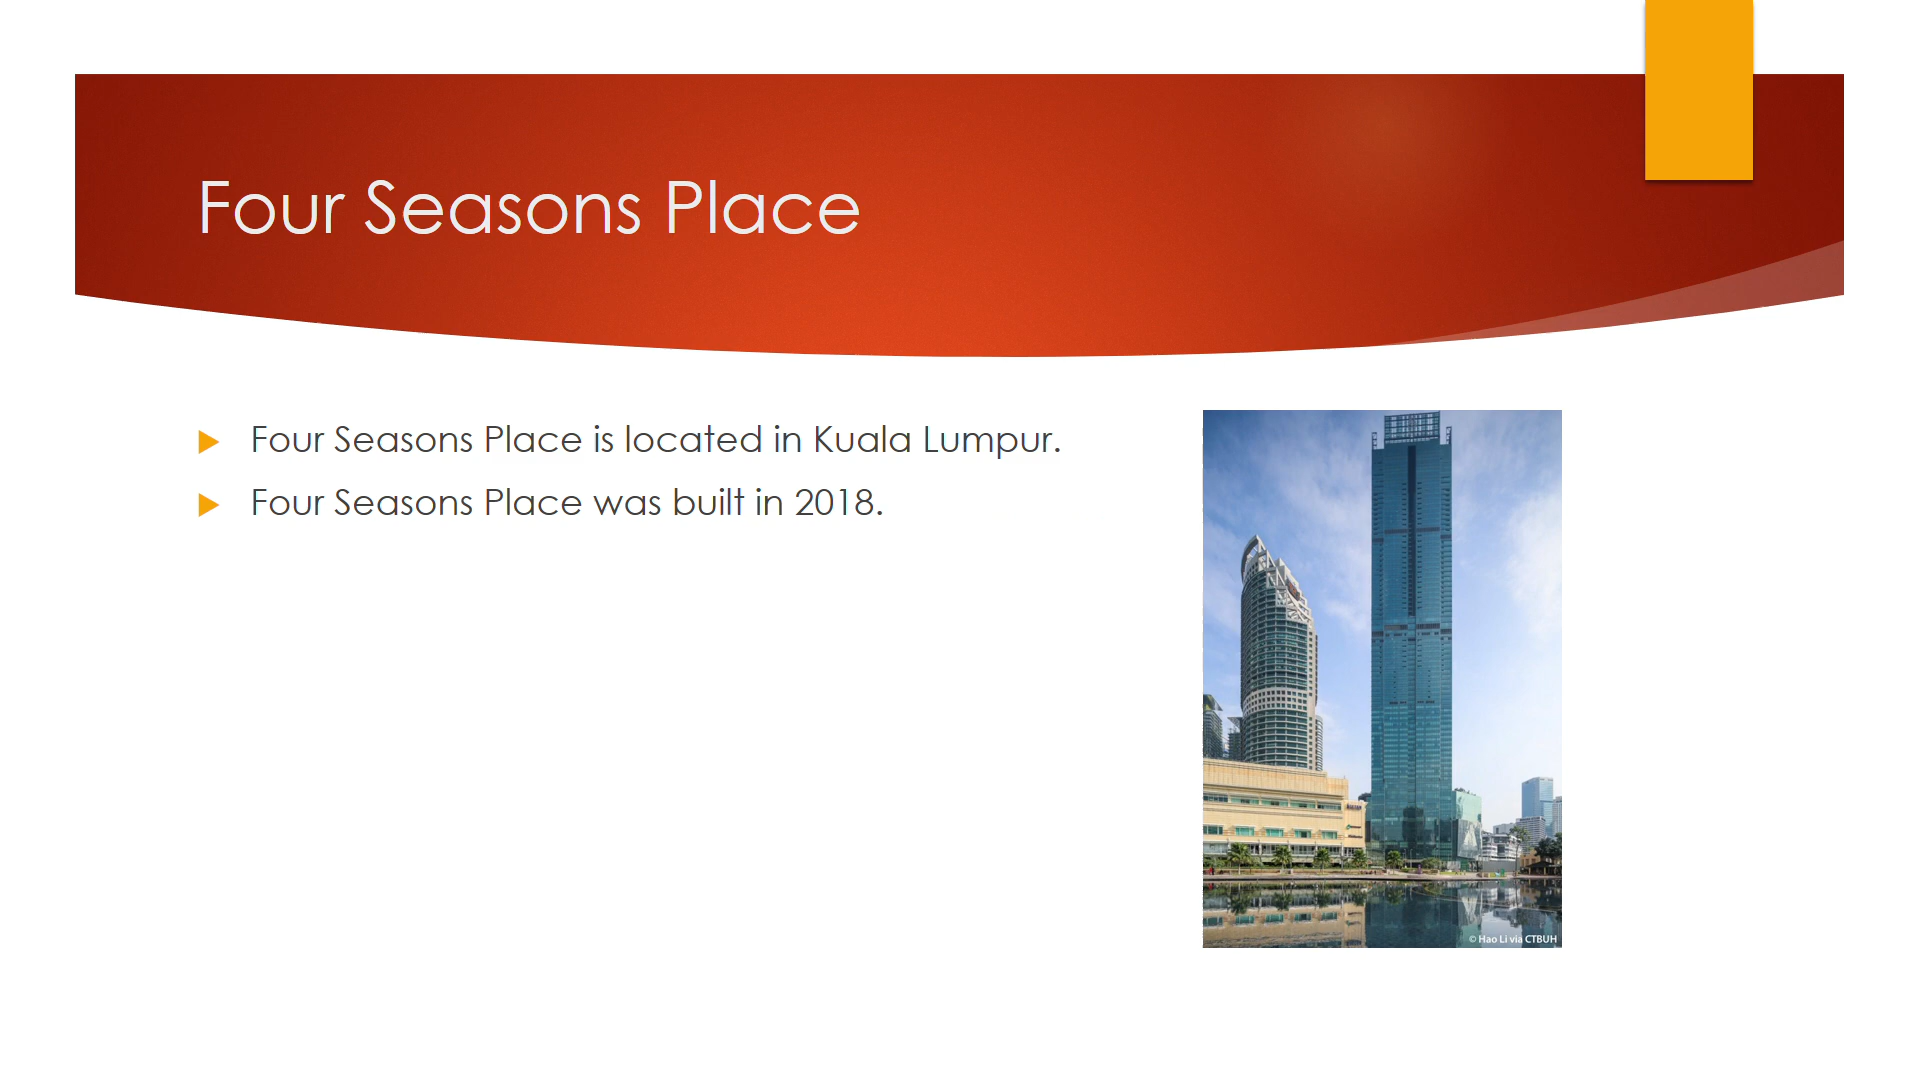 Four Seasons Place
Four Seasons Place is located in Kuala Lumpur.
Four Seasons Place was built in 2018.
© Hao Li via CTBUH